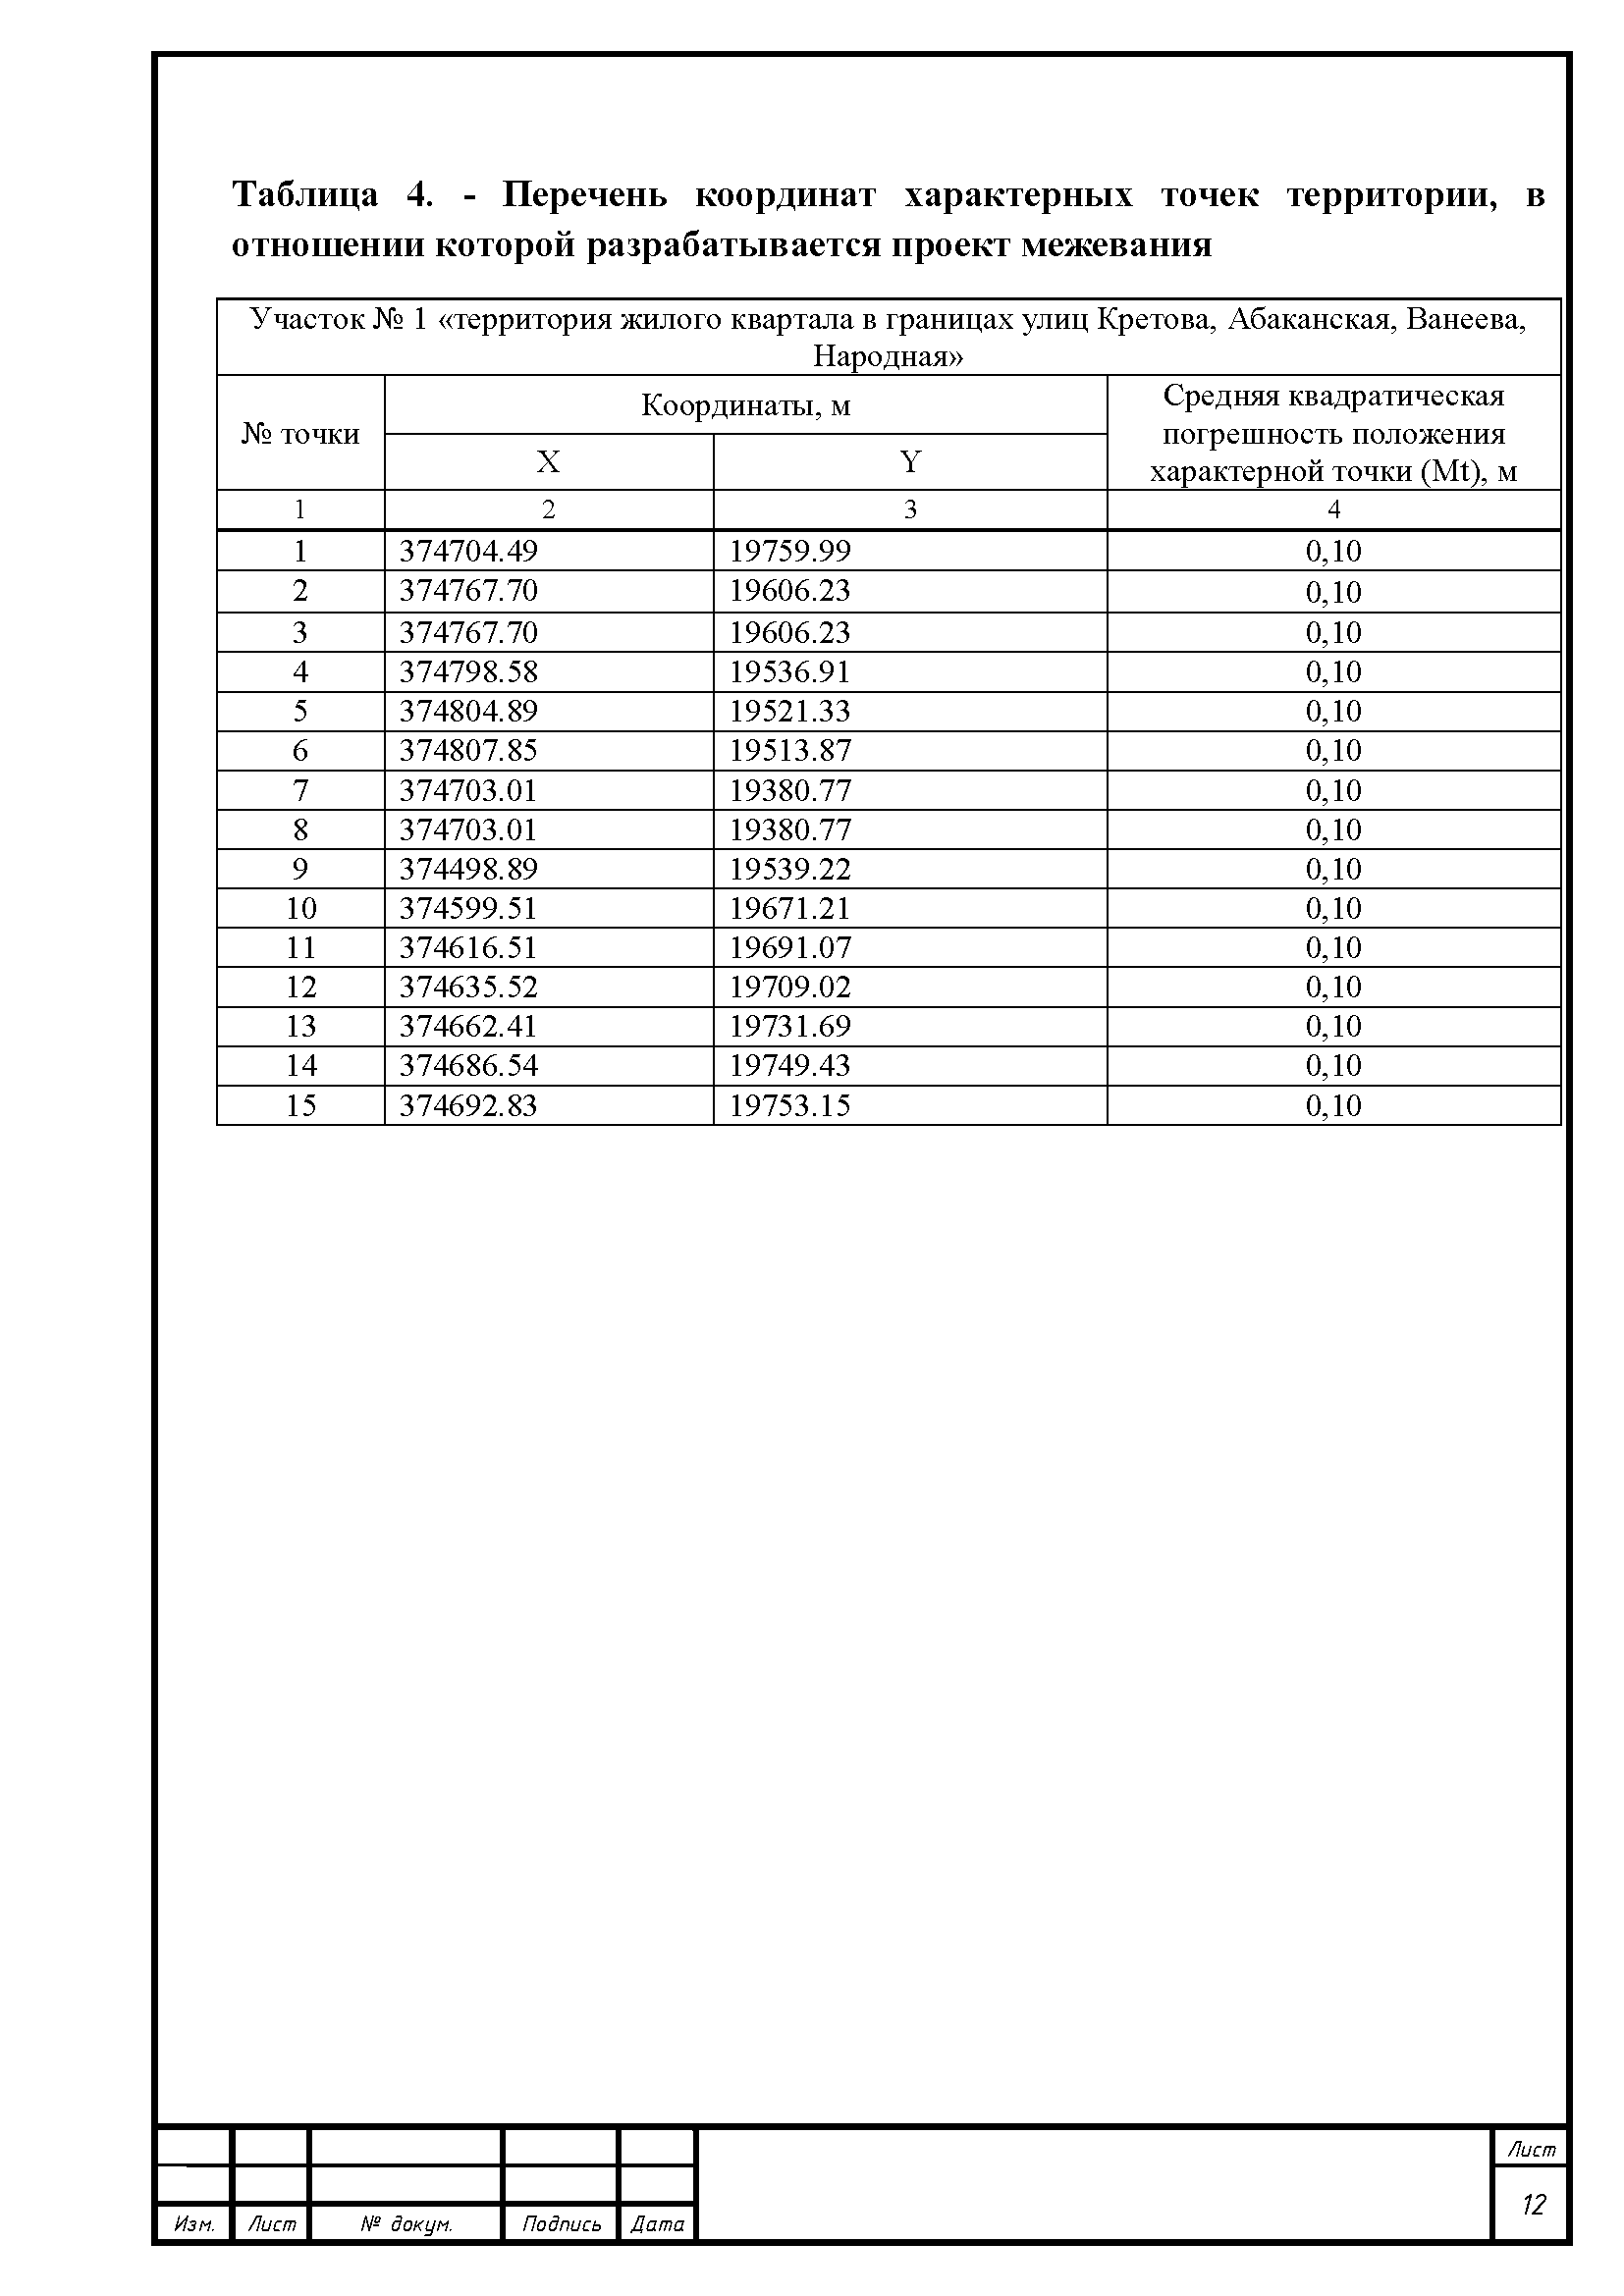 Таблица 4. - Перечень координат характерных точек территории, в
отношении которой разрабатывается проект межевания
Участок № 1 «территория жилого квартала в границах улиц Кретова, Абаканская, Ванеева,
Народная»
№ точки
Координаты, м
Средняя квадратическая
погрешность положения
характерной точки (Mt), м
X Y
1 2 3 4
1 374704.49 19759.99 0,10
2 374767.70 19606.23 0,10
3 374767.70 19606.23 0,10
4 374798.58 19536.91 0,10
5 374804.89 19521.33 0,10
6 374807.85 19513.87 0,10
7 374703.01 19380.77 0,10
8 374703.01 19380.77 0,10
9 374498.89 19539.22 0,10
10 374599.51 19671.21 0,10
11 374616.51 19691.07 0,10
12 374635.52 19709.02 0,10
13 374662.41 19731.69 0,10
14 374686.54 19749.43 0,10
15 374692.83 19753.15 0,10
Лист
12
Изм. Лист № докум. Подпись Дата